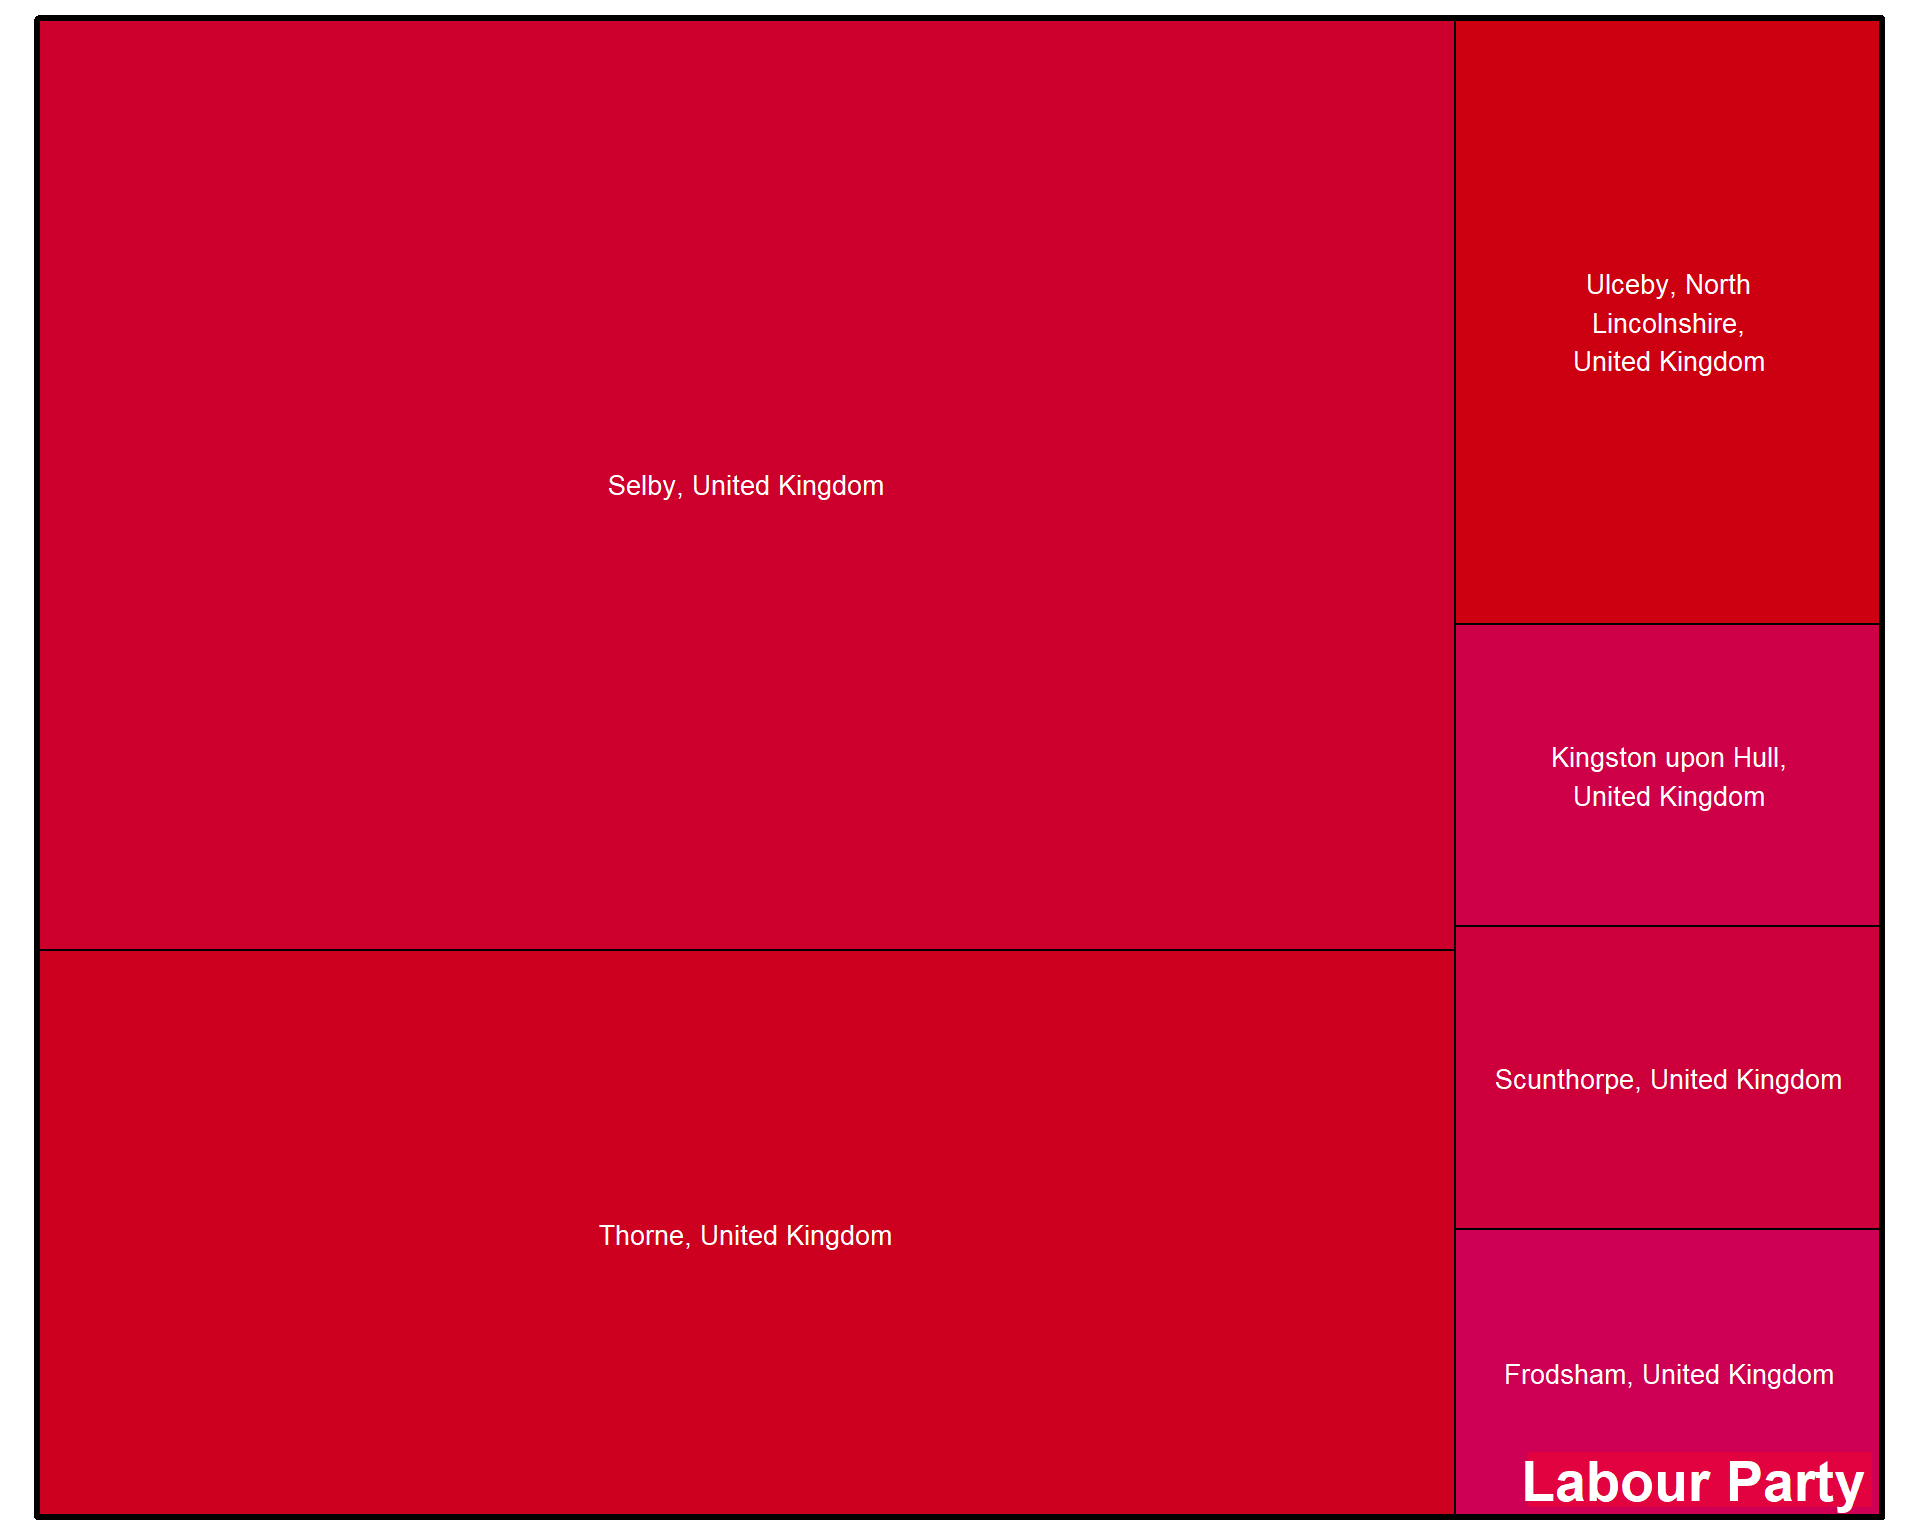 Selby, United Kingdom
Thorne, United Kingdom
Ulceby, North
Lincolnshire,
United Kingdom
Kingston upon Hull,
United Kingdom
Scunthorpe, United Kingdom
Frodsham, United Kingdom
Labour Party